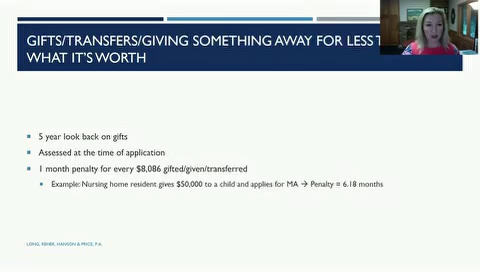 GIFTS/TRANSFERS/GIVING SOMETHING AWAY FOR LESS
WHAT IT'S WORTH
5 year look back on gifts
Assessed at the time of application
1 month penalty for every $8,086 gifted/given/transferred
Example: Nursing home resident gives $50,000 to a child and applies for MA → Penalty = 6.18 months
LONG, REHER, HANSON & PRICE, P.A.